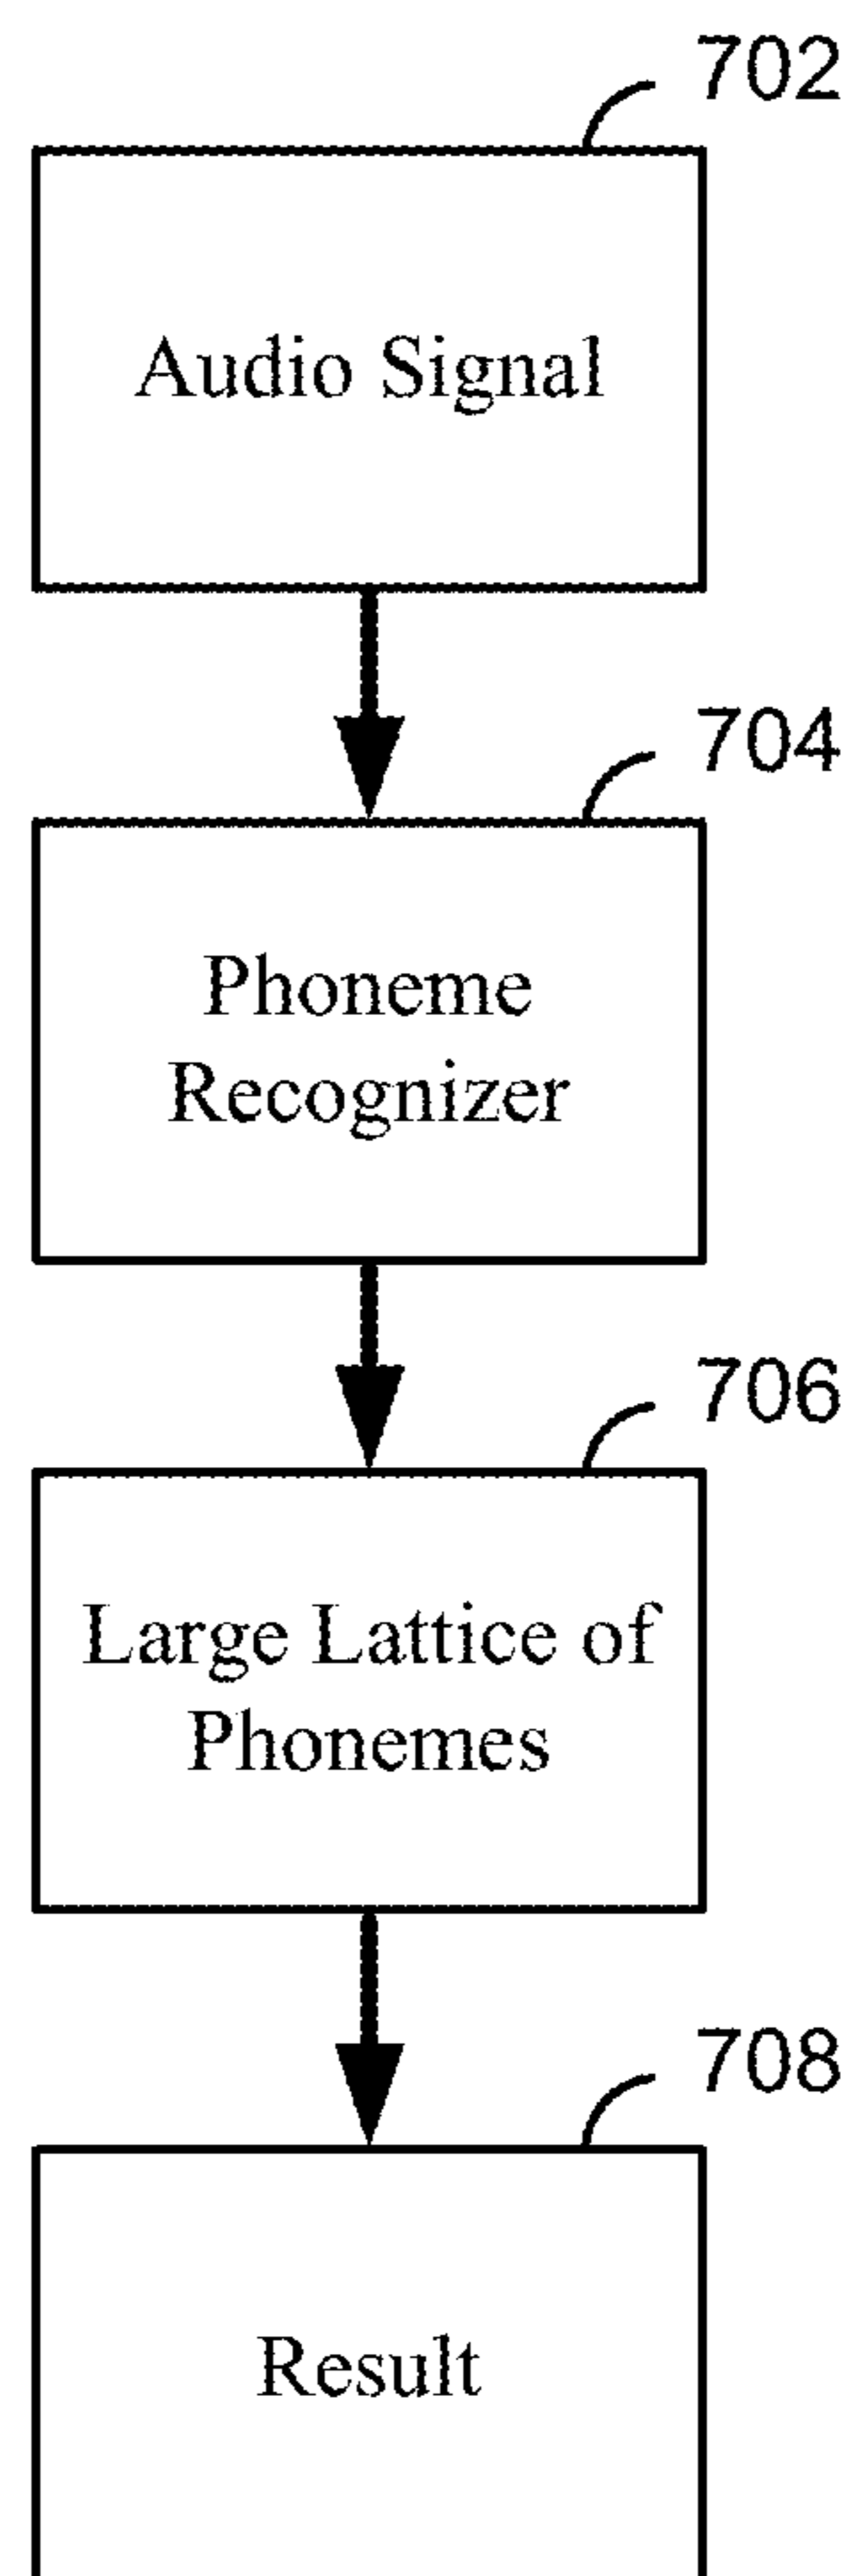 702
Audio Signal
704
Phoneme
Recognizer
706
Large Lattice of
Phonemes
708
Result